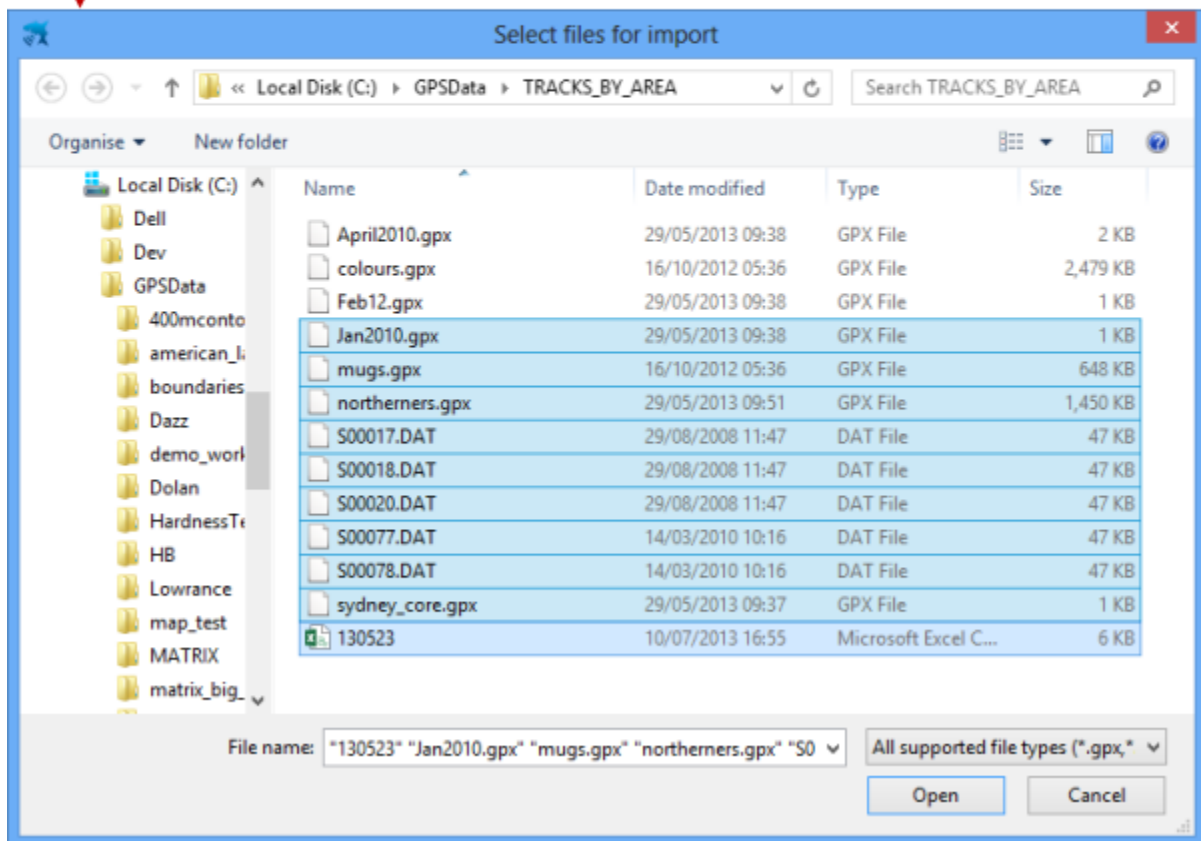 Select files for import
« Local Disk (C:) ▸ GPSData ▸ TRACKS_BY_AREA
Search TRACKS_BY_AREA
Organise
New folder
Local Disk (C:)
Dell
Dev
GPSData
400mconto
american_la
boundaries
Dazz
demo_work
Dolan
HardnessTe
HB
Lowrance
map_test
MATRIX
matrix_big_
Name Date modified Type Size
April2010.gpx 29/05/2013 09:38 GPX File 2 KB
colours.gpx 16/10/2012 05:36 GPX File 2,479 KB
Feb12.gpx 29/05/2013 09:38 GPX File 1 KB
Jan2010.gpx 29/05/2013 09:38 GPX File 1 KB
mugs.gpx 16/10/2012 05:36 GPX File 648 KB
northerners.gpx 29/05/2013 09:51 GPX File 1,450 KB
S00017.DAT 29/08/2008 11:47 DAT File 47 KB
S00018.DAT 29/08/2008 11:47 DAT File 47 KB
S00020.DAT 29/08/2008 11:47 DAT File 47 KB
S00077.DAT 14/03/2010 10:16 DAT File 47 KB
S00078.DAT 14/03/2010 10:16 DAT File 47 KB
sydney_core.gpx 29/05/2013 09:37 GPX File 1 KB
130523 10/07/2013 16:55 Microsoft Excel C... 6 KB
File name: "130523" "Jan2010.gpx" "mugs.gpx" "northerners.gpx" "S0
All supported file types (*.gpx,*
Open
Cancel